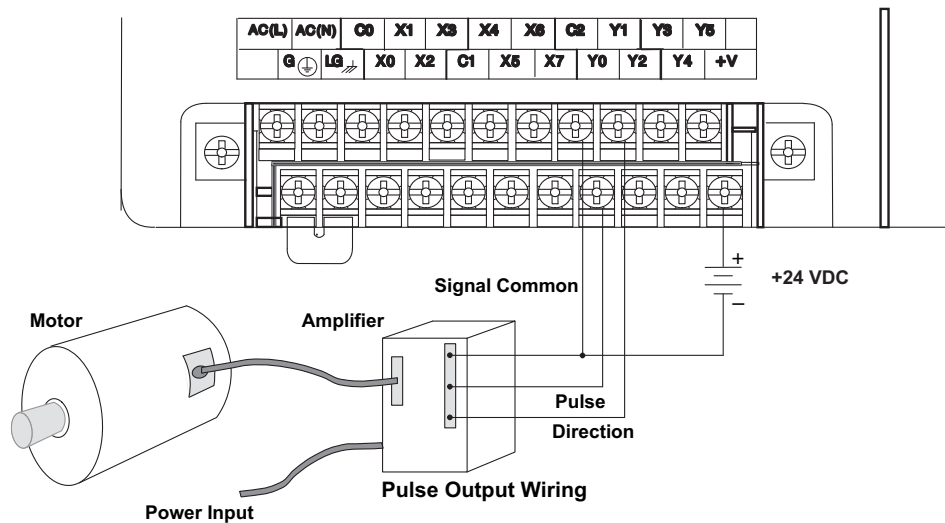 AC(L) AC(N) C0 X1 X3 X4 X6 C2 Y1 Y3 Y5
G LG X0 X2 C1 X5 X7 Y0 Y2 Y4 +V
+
+24 VDC
−
Signal Common
Motor
Amplifier
Pulse
Direction
Pulse Output Wiring
Power Input